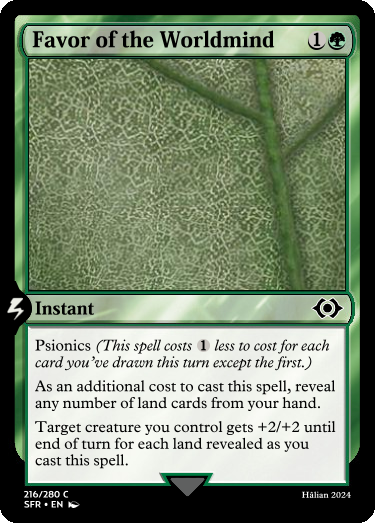 Favor of the Worldmind 1
Instant
Psionics (This spell costs 1 less to cost for each
card you've drawn this turn except the first.)
As an additional cost to cast this spell, reveal
any number of land cards from your hand.
Target creature you control gets +2/+2 until
end of turn for each land revealed as you
cast this spell.
216/280 C
SFR • EN
Hālian 2024